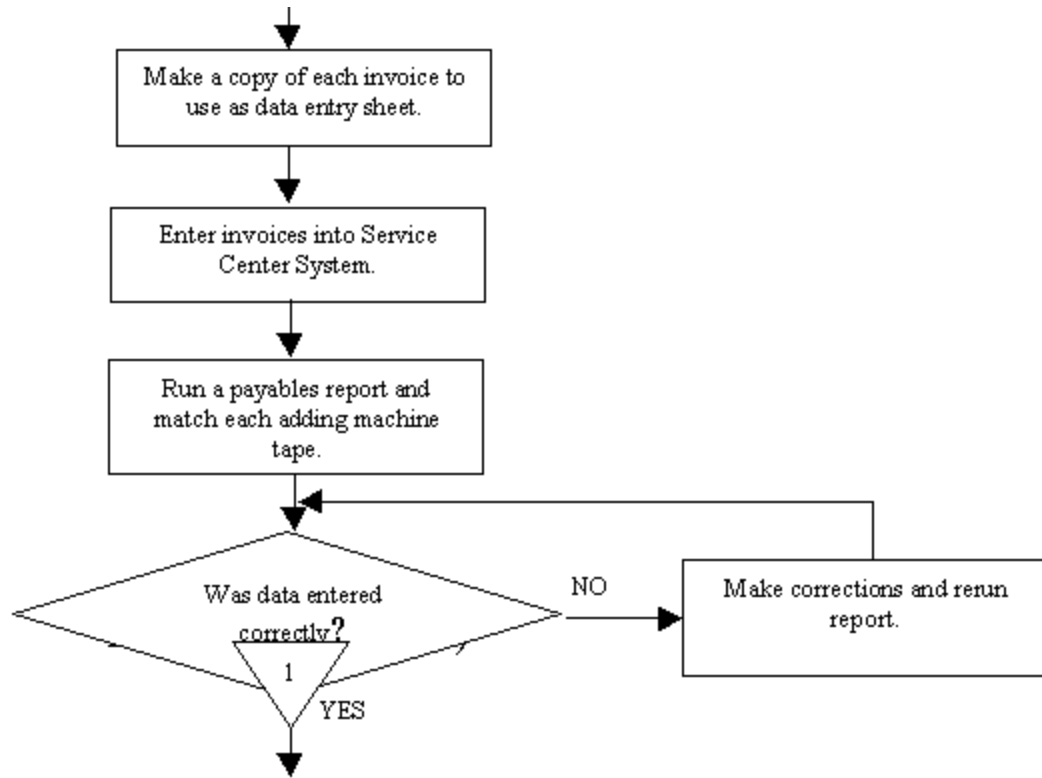 Make a copy of each invoice to
use as data entry sheet.
Enter invoices into Service
Center System.
Run a payables report and
match each adding machine
tape.
Was data entered
correctly?
1
YES
NO
Make corrections and rerun
report.